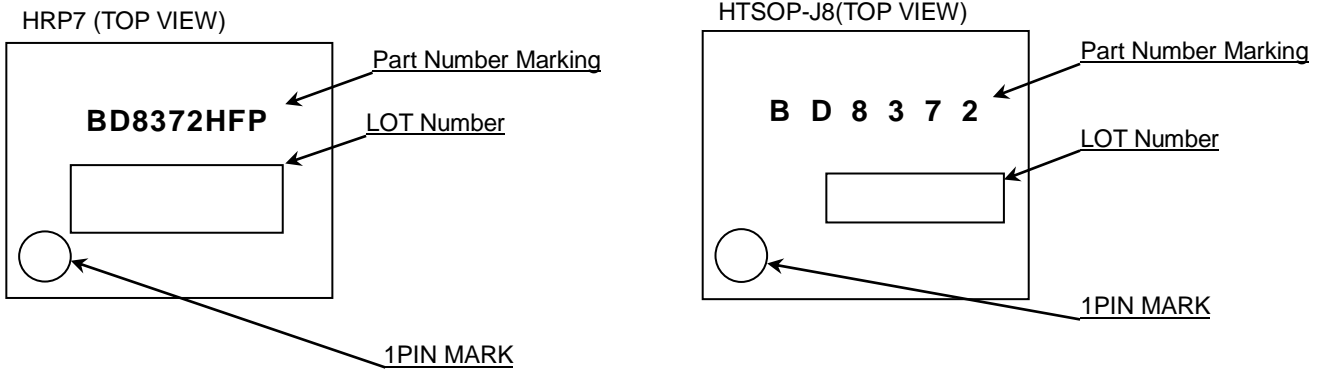 HRP7 (TOP VIEW)
Part Number Marking
BD8372HFP
LOT Number
1PIN MARK
HTSOP-J8(TOP VIEW)
Part Number Marking
B D 8 3 7 2
LOT Number
1PIN MARK